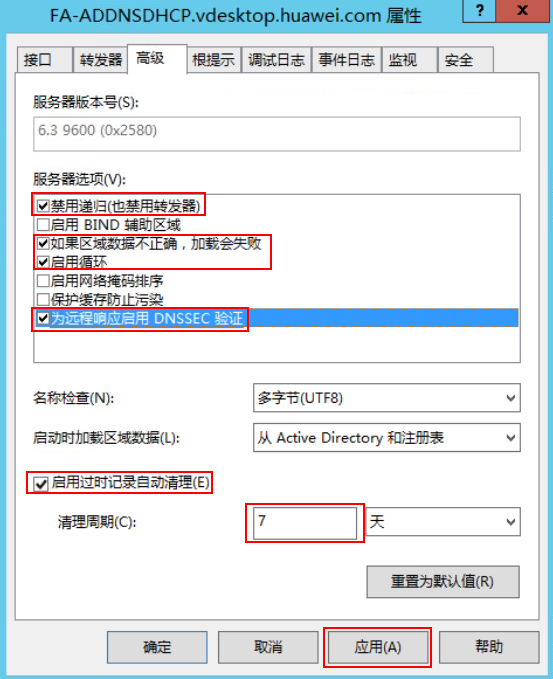 FA-ADDNSDHCP.vdesktop.huawei.com 属性
?
x
接口 转发器 高级 根提示 调试日志 事件日志 监视 安全
服务器版本号(S):
6.3 9600 (0x2580)
服务器选项(V):
禁用递归(也禁用转发器)
启用 BIND 辅助区域
如果区域数据不正确，加载会失败
启用循环
启用网络掩码排序
保护缓存防止污染
为远程响应启用 DNSSEC 验证
名称检查(N): 多字节(UTF8)
启动时加载区域数据(L): 从 Active Directory 和注册表
启用过时记录自动清理(E)
清理周期(C): 7 天
重置为默认值(R)
确定 取消 应用(A) 帮助